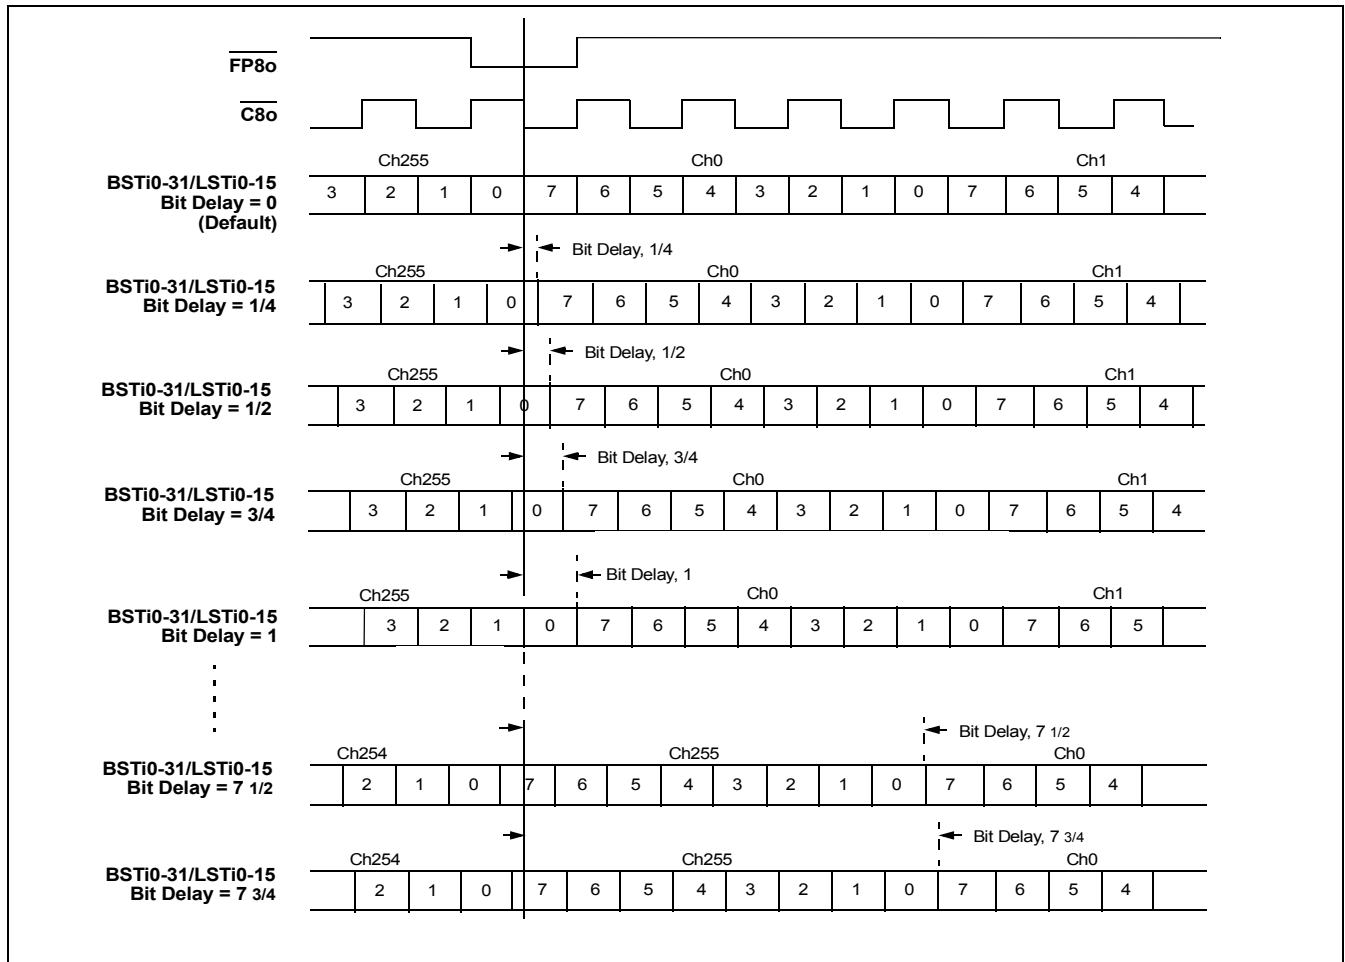 FP8o
C8o
Ch255 Ch0 Ch1
BSTi0-31/LSTi0-15
Bit Delay = 0
(Default)
3 2 1 0 7 6 5 4 3 2 1 0 7 6 5 4
Bit Delay, 1/4
Ch255 Ch0 Ch1
BSTi0-31/LSTi0-15
Bit Delay = 1/4
3 2 1 0 7 6 5 4 3 2 1 0 7 6 5 4
Bit Delay, 1/2
Ch255 Ch0 Ch1
BSTi0-31/LSTi0-15
Bit Delay = 1/2
3 2 1 0 7 6 5 4 3 2 1 0 7 6 5 4
Bit Delay, 3/4
Ch255 Ch0 Ch1
BSTi0-31/LSTi0-15
Bit Delay = 3/4
3 2 1 0 7 6 5 4 3 2 1 0 7 6 5 4
Bit Delay, 1
Ch255 Ch0 Ch1
BSTi0-31/LSTi0-15
Bit Delay = 1
3 2 1 0 7 6 5 4 3 2 1 0 7 6 5
Bit Delay, 7 1/2
Ch254 Ch255 Ch0
BSTi0-31/LSTi0-15
Bit Delay = 7 1/2
2 1 0 7 6 5 4 3 2 1 0 7 6 5 4
Bit Delay, 7 3/4
Ch254 Ch255 Ch0
BSTi0-31/LSTi0-15
Bit Delay = 7 3/4
2 1 0 7 6 5 4 3 2 1 0 7 6 5 4